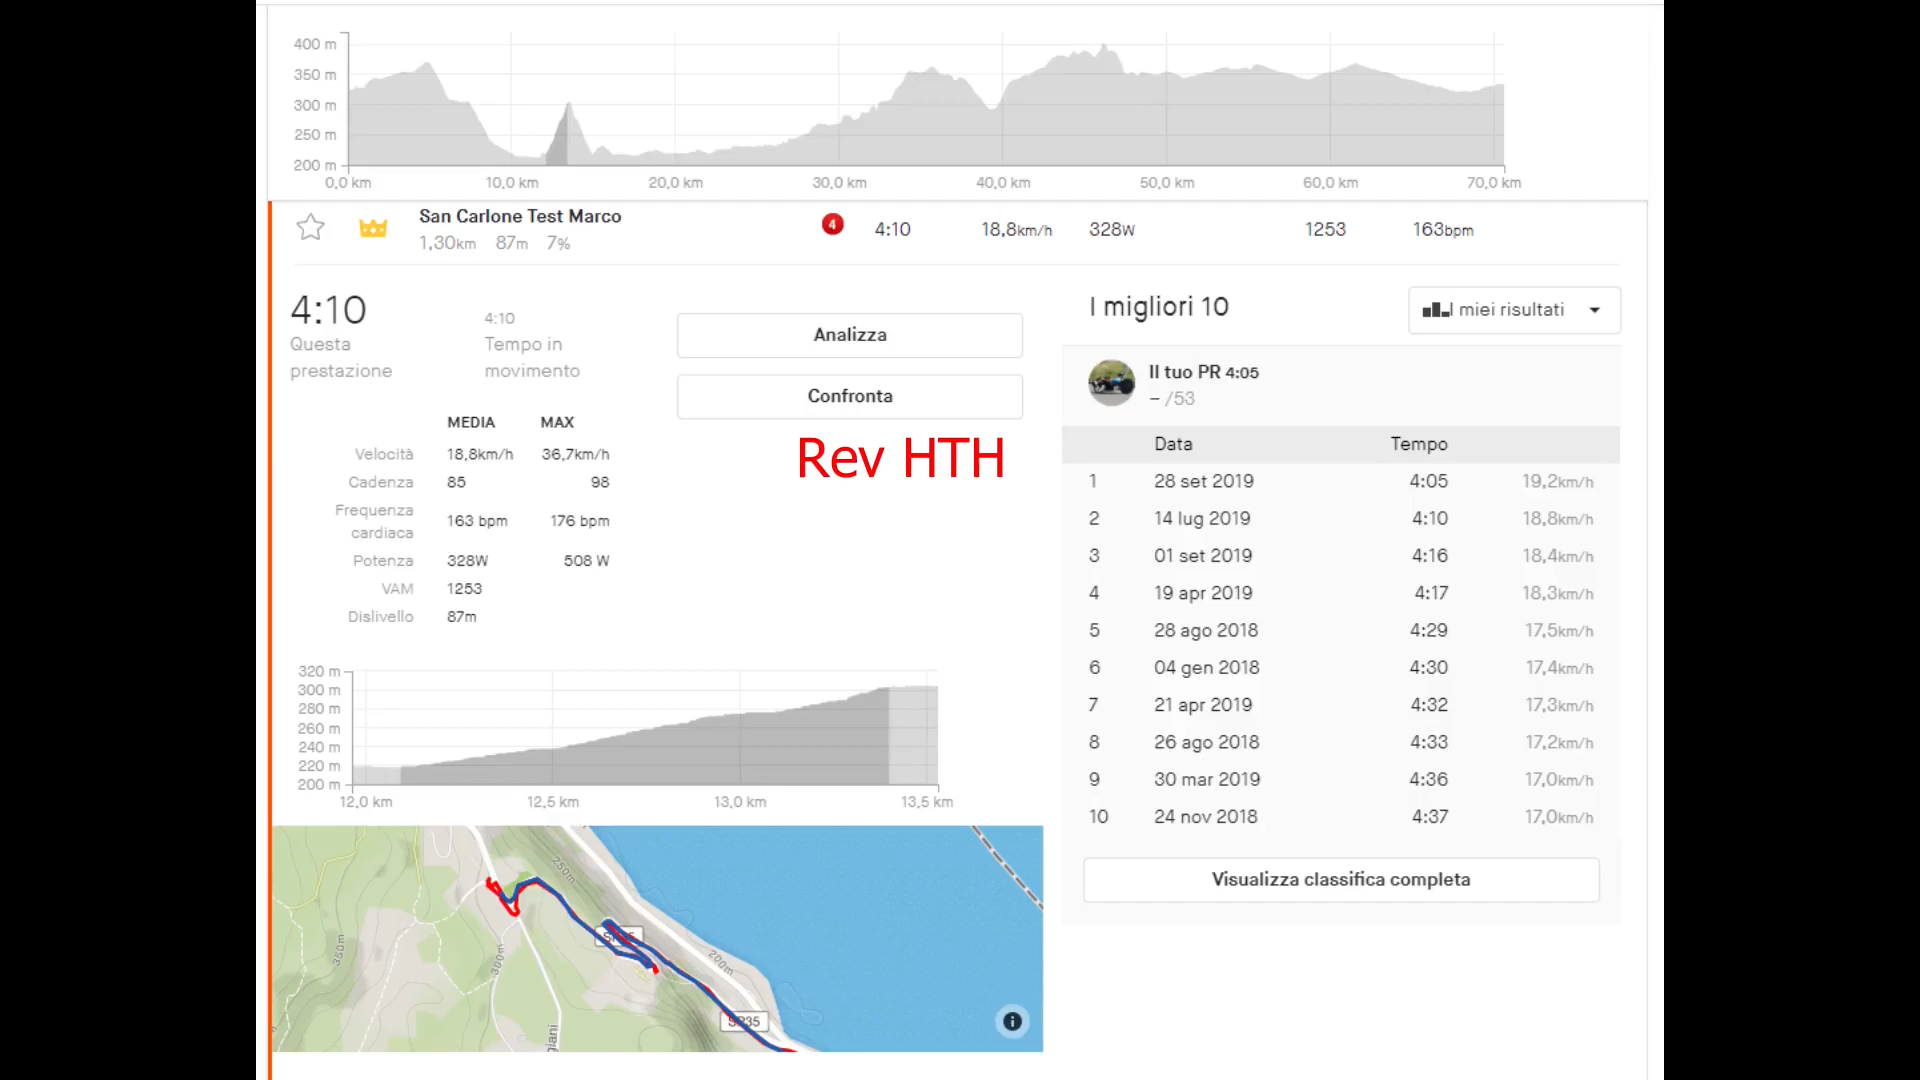 400 m
350 m
300 m
250 m
200 m
0,0 km 10,0 km 20,0 km 30,0 km 40,0 km 50,0 km 60,0 km 70,0 km
San Carlone Test Marco
1,30km 87m 7%
4 4:10 18,8km/h 328W 1253 163bpm
4:10
Questa
prestazione
4:10
Tempo in
movimento
Analizza
Confronta
Rev HTH
MEDIA MAX
Velocità 18,8km/h 36,7km/h
Cadenza 85 98
Frequenza
cardiaca 163 bpm 176 bpm
Potenza 328W 508 W
VAM 1253
Dislivello 87m
320 m
300 m
280 m
260 m
240 m
220 m
200 m
12,0 km 12,5 km 13,0 km 13,5 km
250m
350m
300m
200m
SP35
giani
I migliori 10
I miei risultati
Il tuo PR 4:05
– /53
Data Tempo
1 28 set 2019 4:05 19,2km/h
2 14 lug 2019 4:10 18,8km/h
3 01 set 2019 4:16 18,4km/h
4 19 apr 2019 4:17 18,3km/h
5 28 ago 2018 4:29 17,5km/h
6 04 gen 2018 4:30 17,4km/h
7 21 apr 2019 4:32 17,3km/h
8 26 ago 2018 4:33 17,2km/h
9 30 mar 2019 4:36 17,0km/h
10 24 nov 2018 4:37 17,0km/h
Visualizza classifica completa